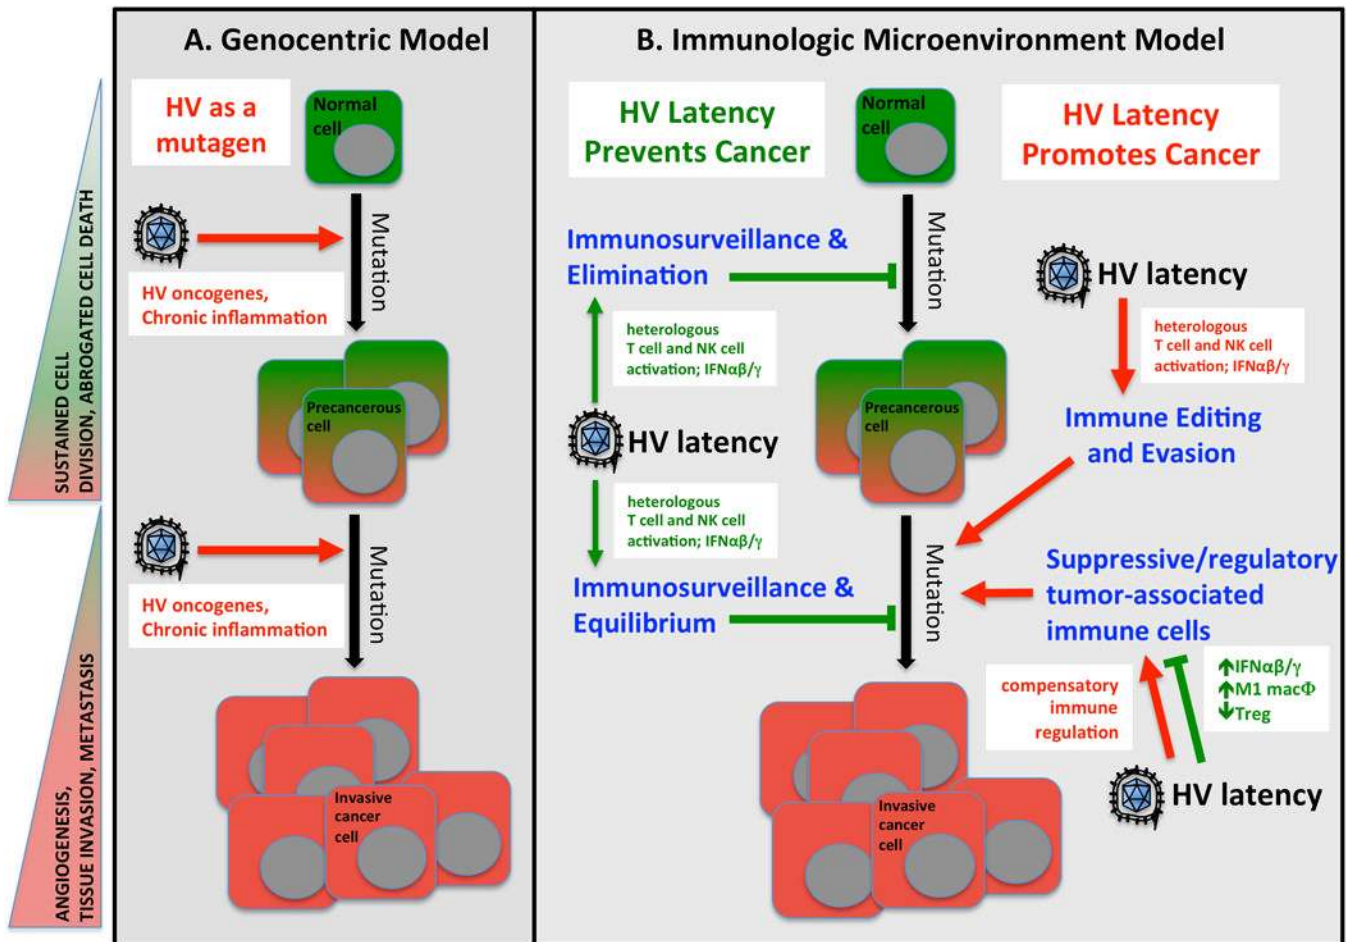 A. Genocentric Model
HV as a
mutagen
Normal
cell
Mutation
HV oncogenes,
Chronic inflammation
Precancerous
cell
Mutation
HV oncogenes,
Chronic inflammation
Invasive
cancer
cell
SUSTAINED CELL
DIVISION, ABROGATED CELL DEATH
ANGIOGENESIS,
TISSUE INVASION, METASTASIS
B. Immunologic Microenvironment Model
HV Latency
Prevents Cancer
Normal
cell
HV Latency
Promotes Cancer
Immunosurveillance &
Elimination
Mutation
HV latency
heterologous
T cell and NK cell
activation; IFNαβ/γ
heterologous
T cell and NK cell
activation; IFNαβ/γ
HV latency
Precancerous
cell
Immune Editing
and Evasion
heterologous
T cell and NK cell
activation; IFNαβ/γ
Immunosurveillance &
Equilibrium
Mutation
Suppressive/regulatory
tumor-associated
immune cells
compensatory
immune
regulation
IFNαβ/γ
M1 macΦ
Treg
HV latency
Invasive
cancer
cell